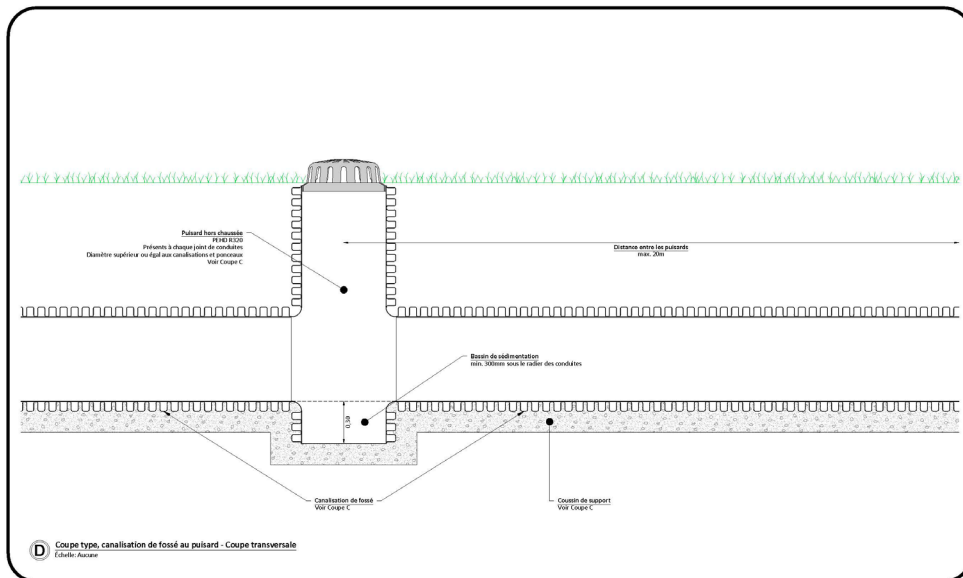 Puisard hors chaussée
PEHD R320
Présents à chaque joint de conduites
Diamètre supérieur ou égal aux canalisations et ponceaux
Voir Coupe C
Distance entre les puisards
max. 20m
Bassin de sédimentation
min. 300mm sous le radier des conduites
0,30
Canalisation de fossé
Voir Coupe C
Coussin de support
Voir Coupe C
D
Coupe type, canalisation de fossé au puisard - Coupe transversale
Échelle: Aucune